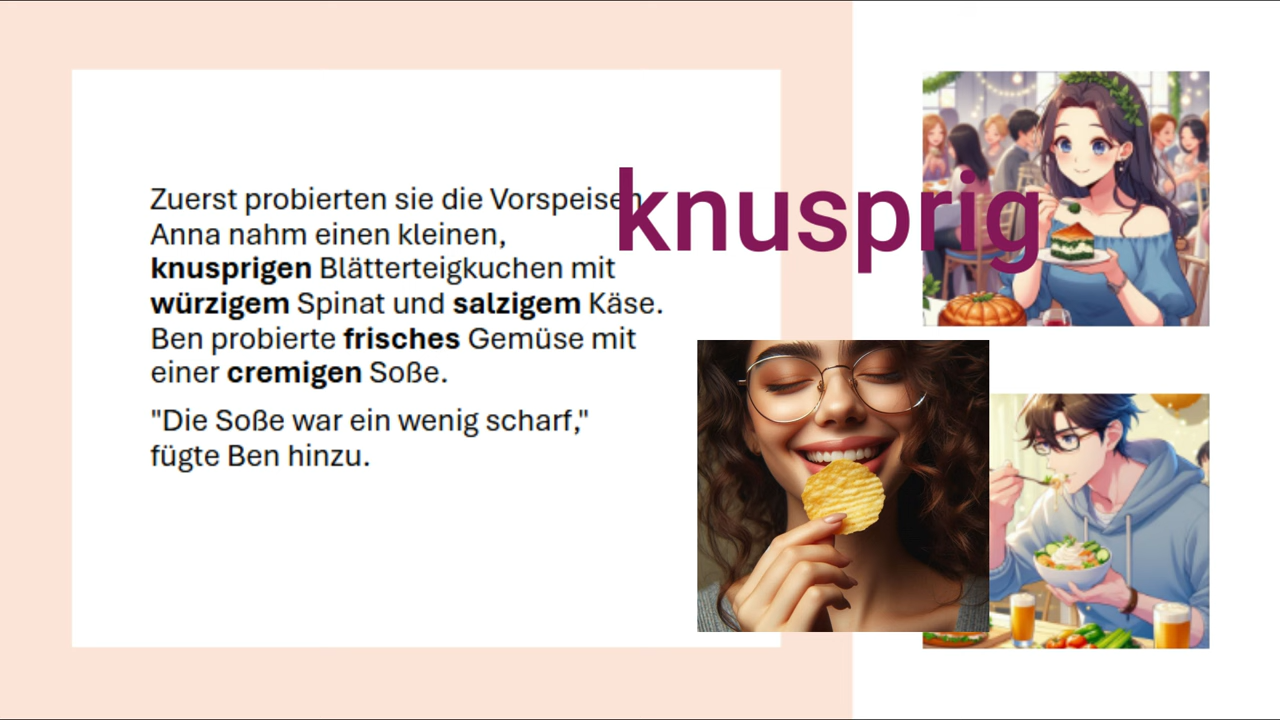 Zuerst probierten sie die Vorspeisen
Anna nahm einen kleinen,
knusprigen Blätterteigkuchen mit
würzigem Spinat und salzigem Käse.
Ben probierte frisches Gemüse mit
einer cremigen Soße.
"Die Soße war ein wenig scharf,"
fügte Ben hinzu.
knusprig